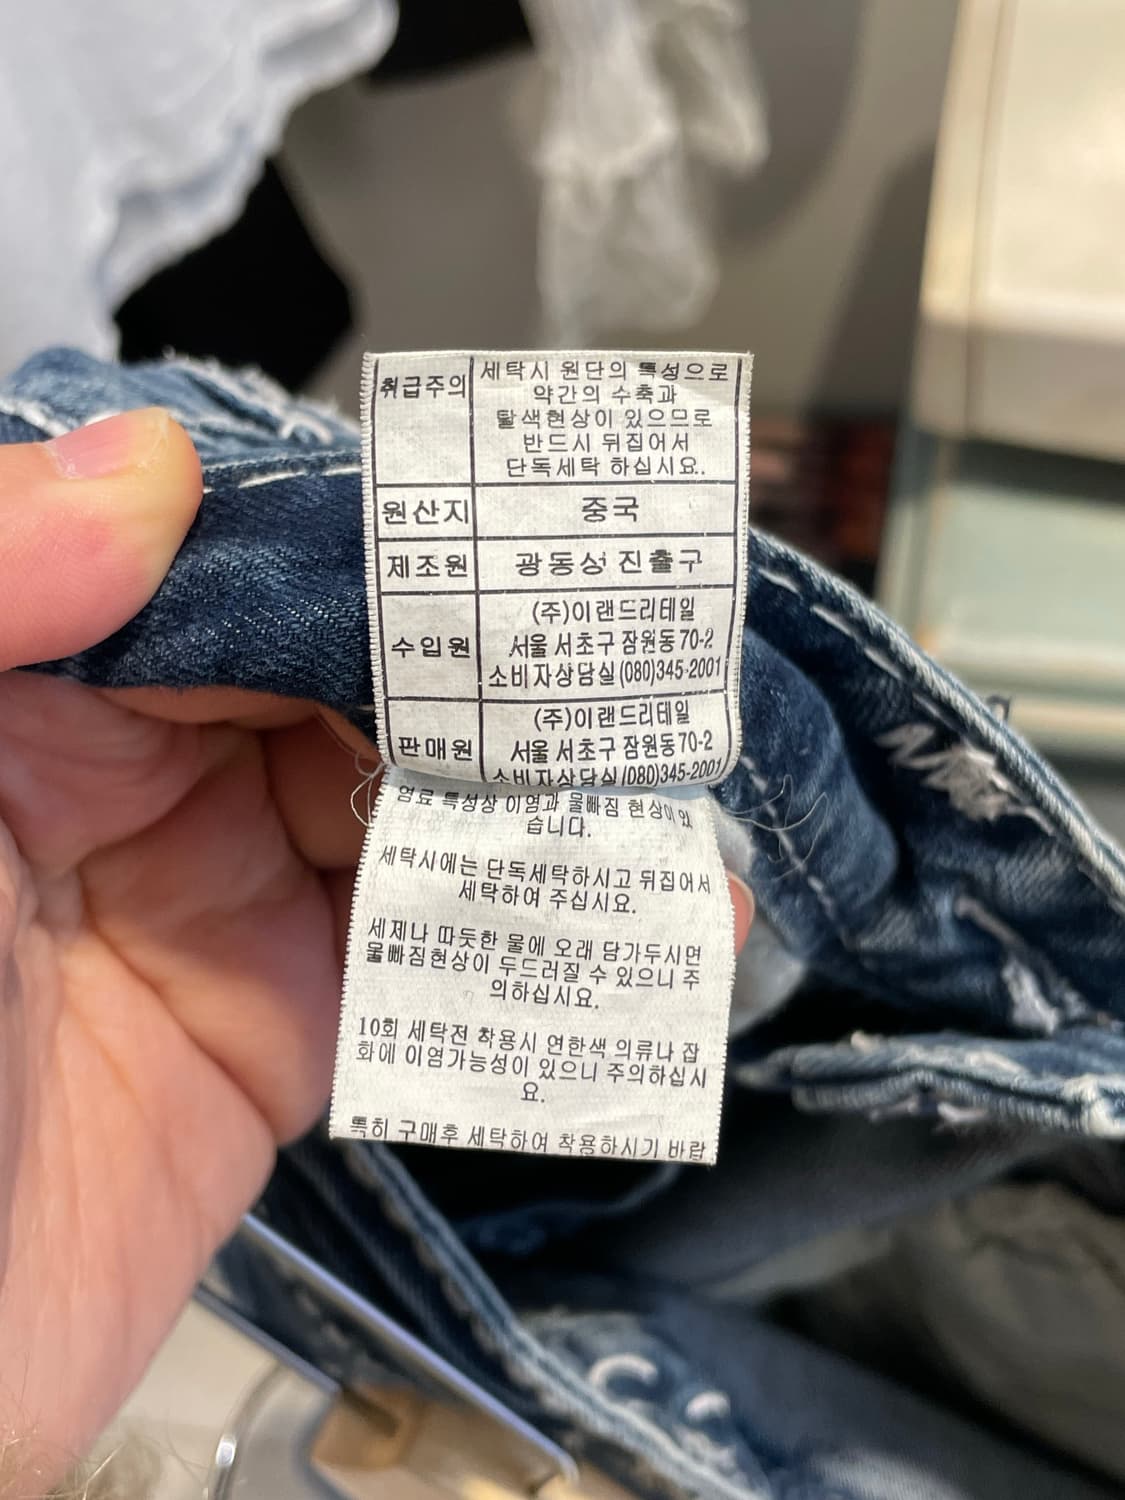 취급주의
세탁시 원단의 특성으로
약간의 수축과
탈색현상이 있으므로
반드시 뒤집어서
단독세탁 하십시요.
원산지
중국
제조원
광동성 진출구
수입원
(주)이랜드리테일
서울 서초구 잠원동 70-2
소비자상담실 (080)345-2001
판매원
(주)이랜드리테일
서울 서초구 잠원동 70-2
소비자상담실 (080)345-2001
염료 특성상 이염과 물빠짐 현상이 있
습니다.
세탁시에는 단독세탁하시고 뒤집어서
세탁하여 주십시요.
세제나 따듯한 물에 오래 담가두시면
물빠짐현상이 두드러질 수 있으니 주
의하십시요.
10회 세탁전 착용시 연한색 의류나 잡
화에 이염가능성이 있으니 주의하십시
요.
특히 구매후 세탁하여 착용하시기 바랍